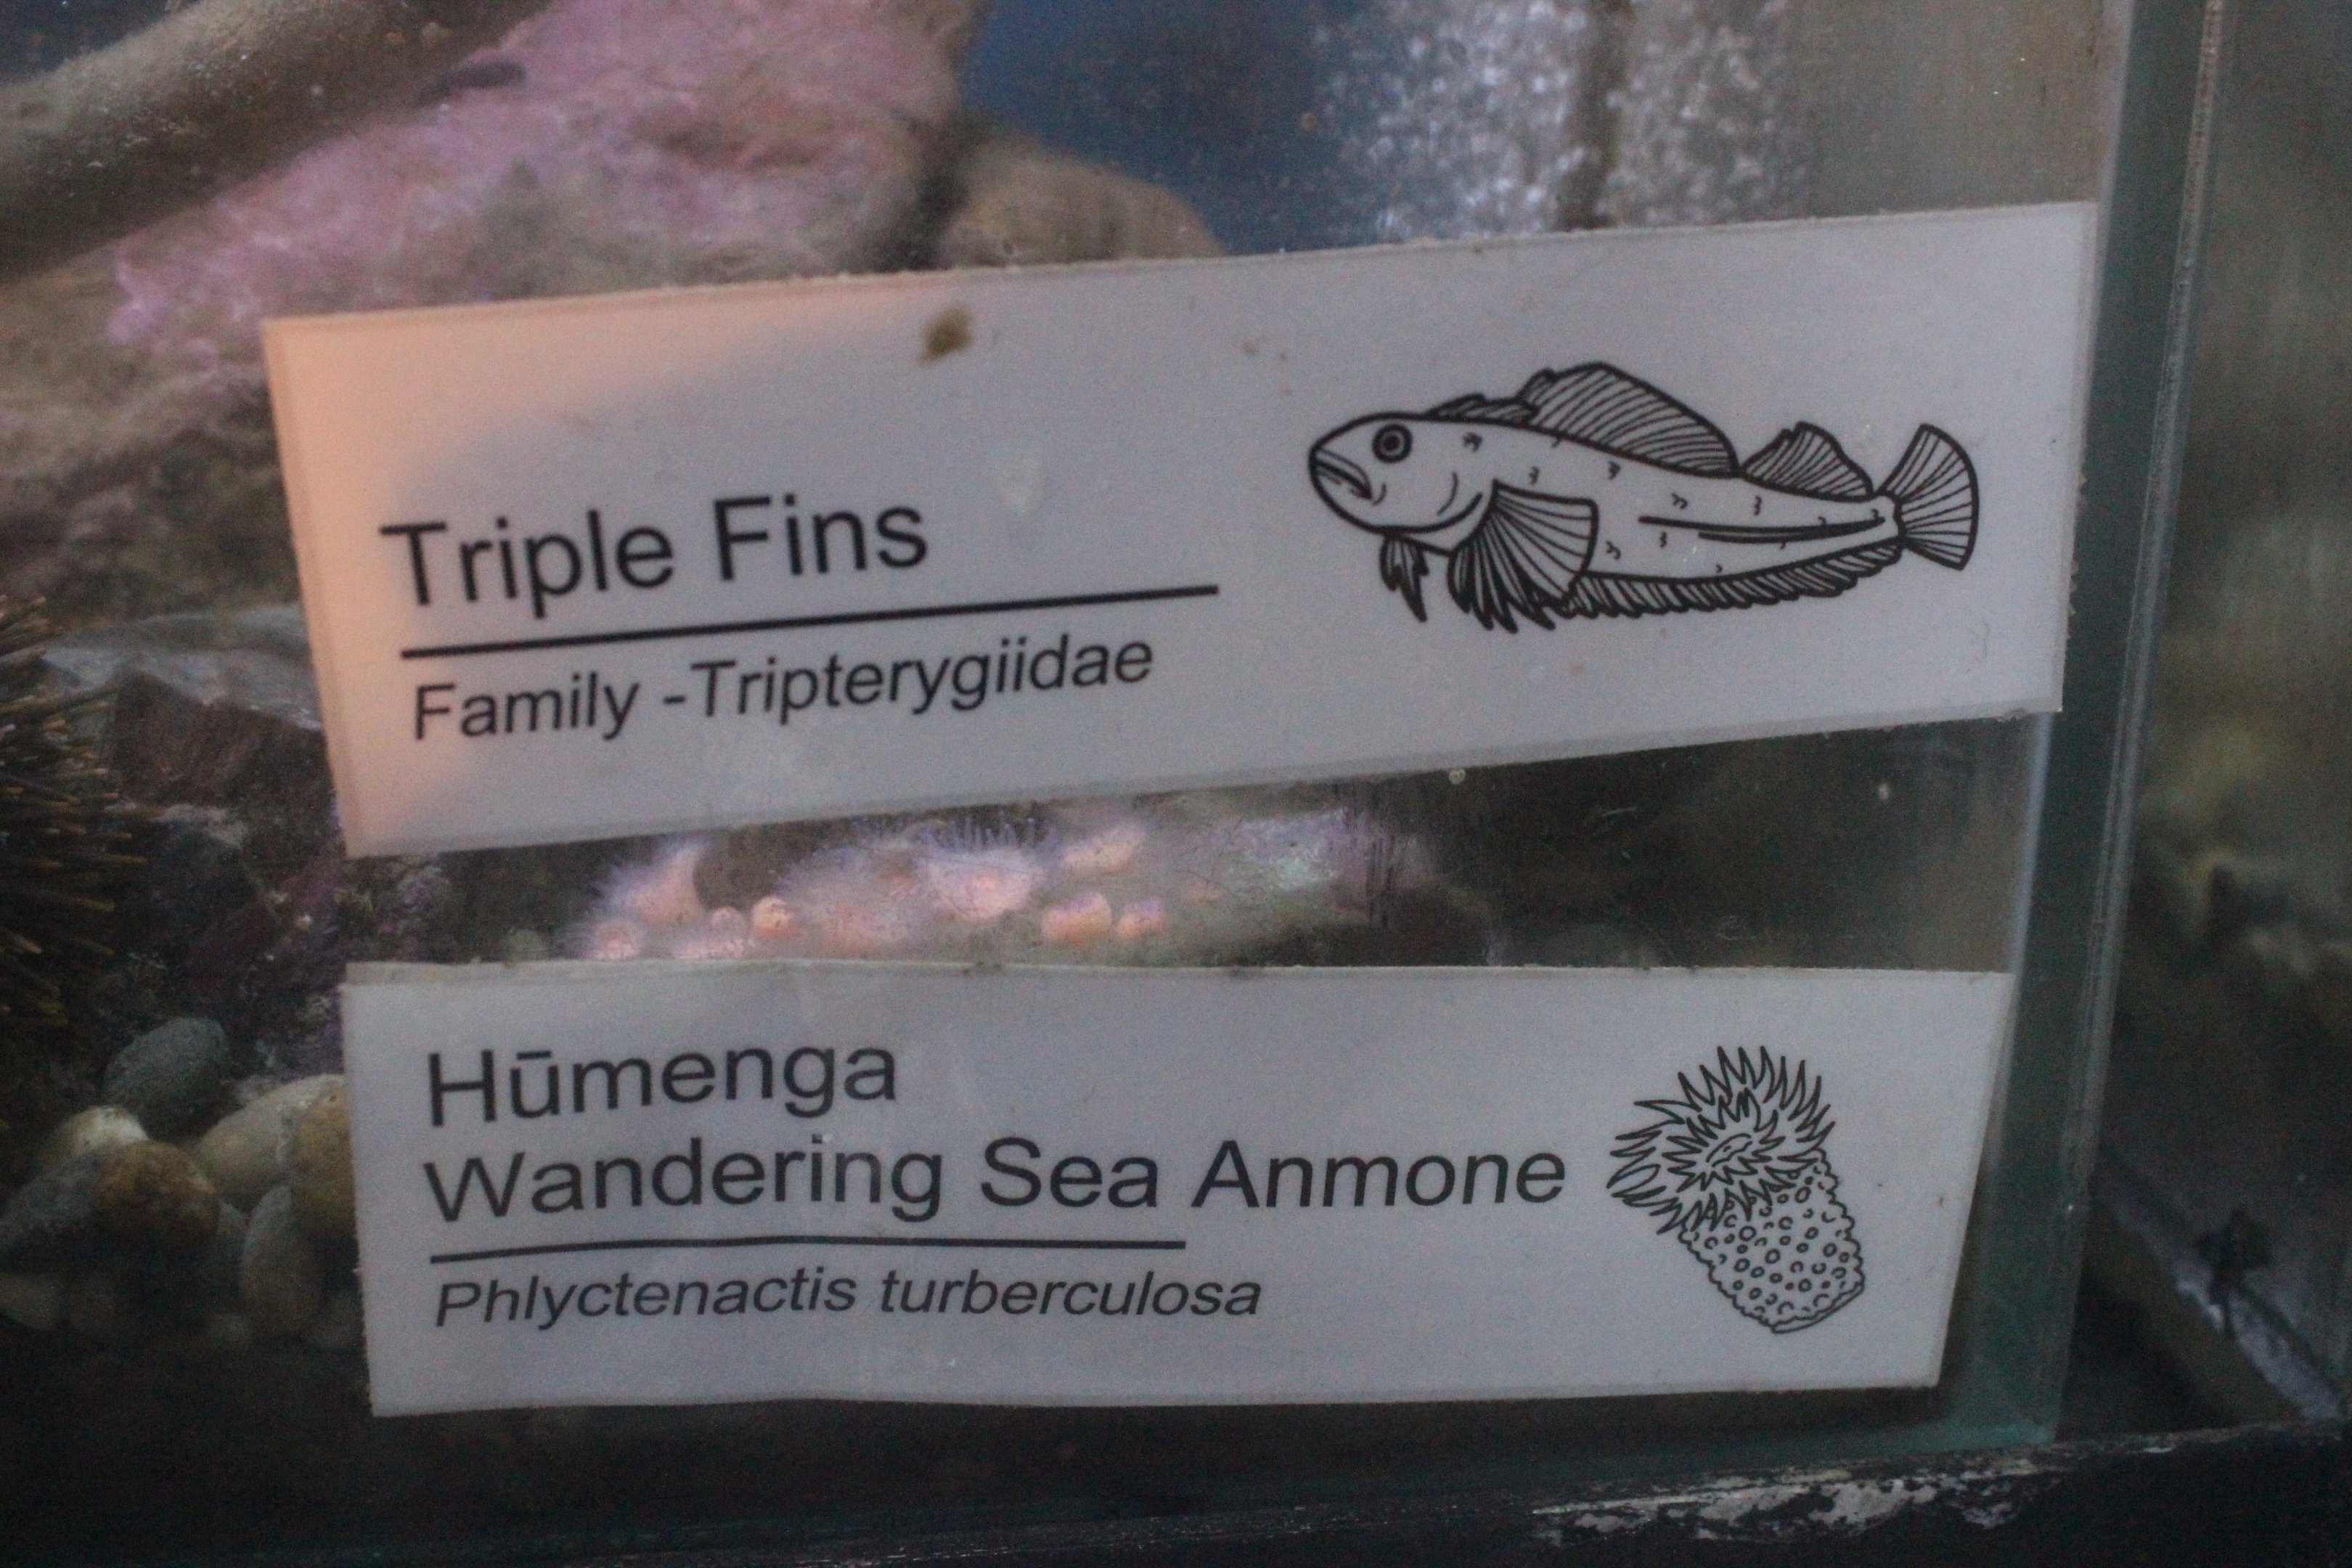 Triple Fins
Family -Tripterygiidae
Hūmenga
Wandering Sea Anmone
Phlyctenactis turberculosa